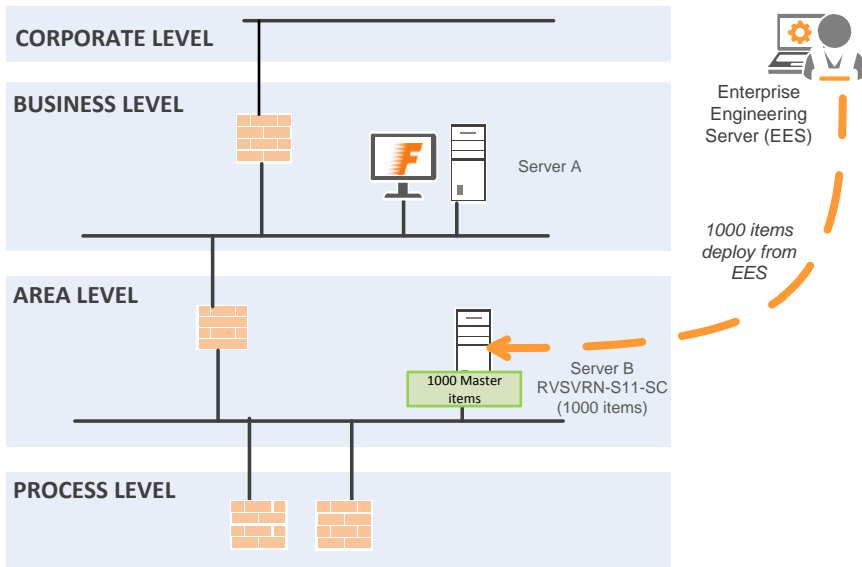 CORPORATE LEVEL
BUSINESS LEVEL
Server A
Enterprise
Engineering
Server (EES)
1000 items
deploy from
EES
AREA LEVEL
1000 Master
items
Server B
RVSVRN-S11-SC
(1000 items)
PROCESS LEVEL
F